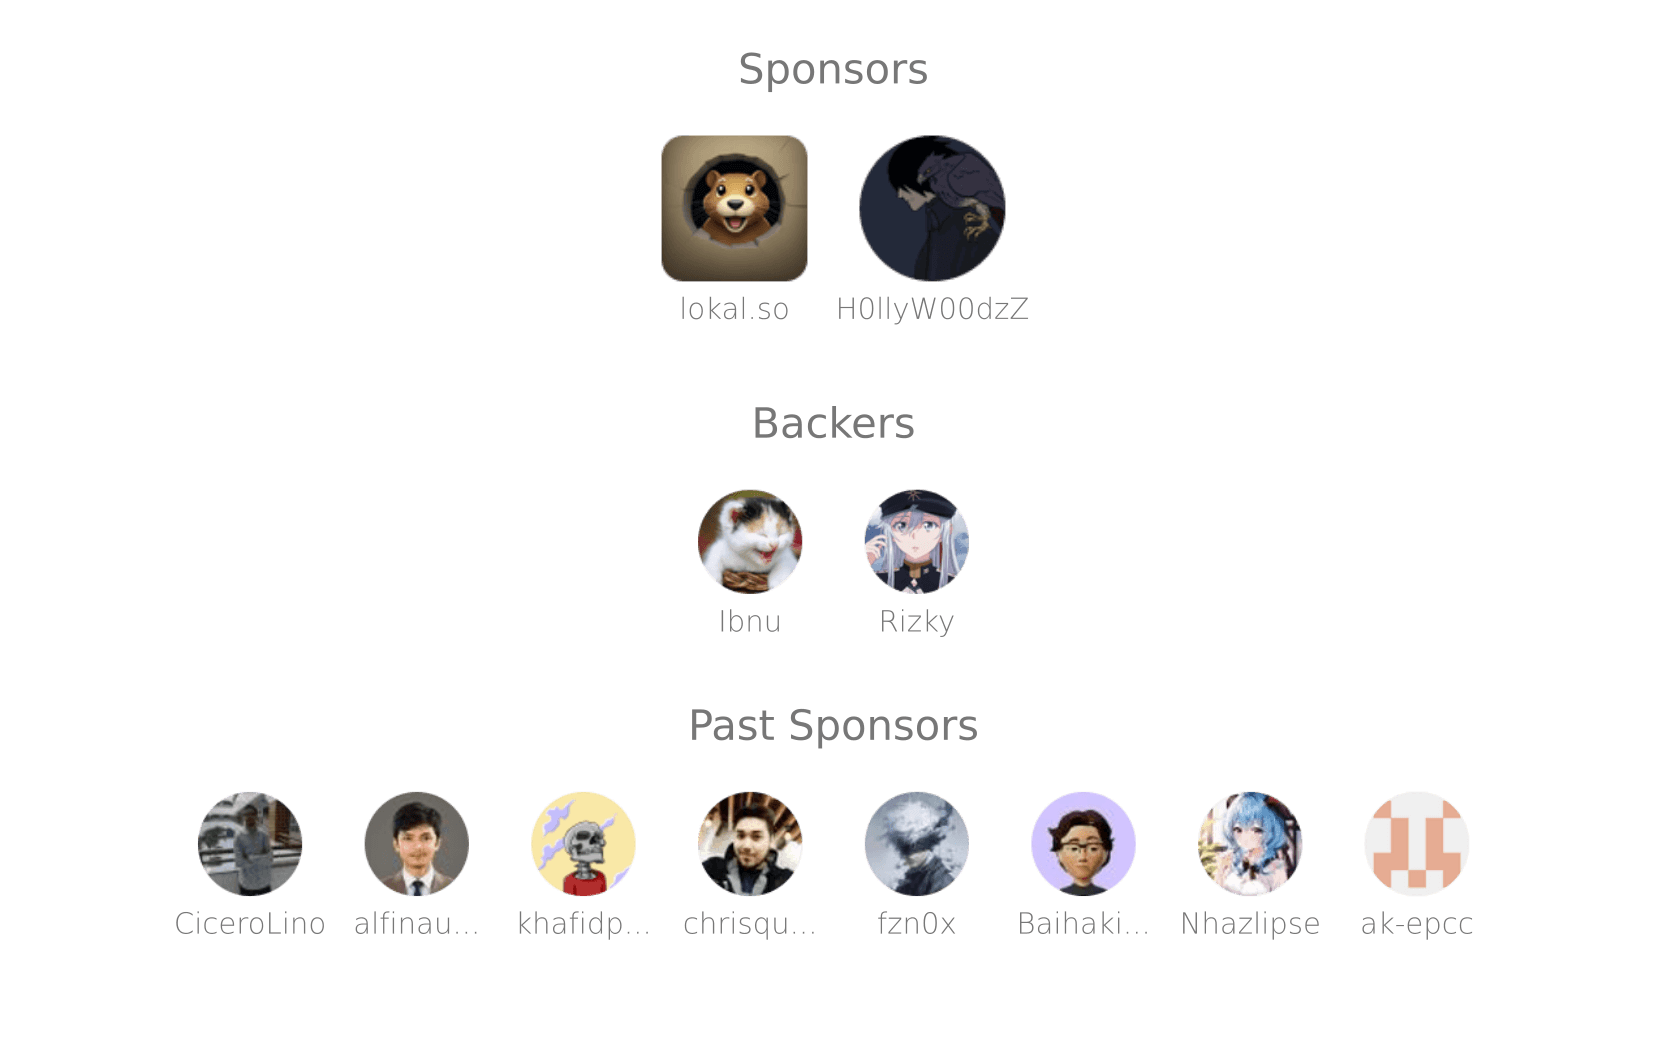 Sponsors
lokal.so H0llyW00dzZ
Backers
Ibnu Rizky
Past Sponsors
CiceroLino alfinau... khafidp... chrisqu... fzn0x Baihaki... Nhazlipse ak-epcc